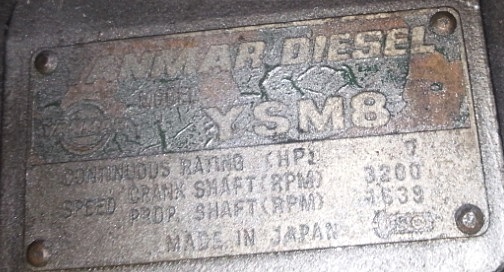 YANMAR DIESEL
MODEL YSM8
CONTINUOUS RATING (HP) 7
SPEED CRANK SHAFT(RPM) 3200
PROP. SHAFT(RPM) 1639
MADE IN JAPAN